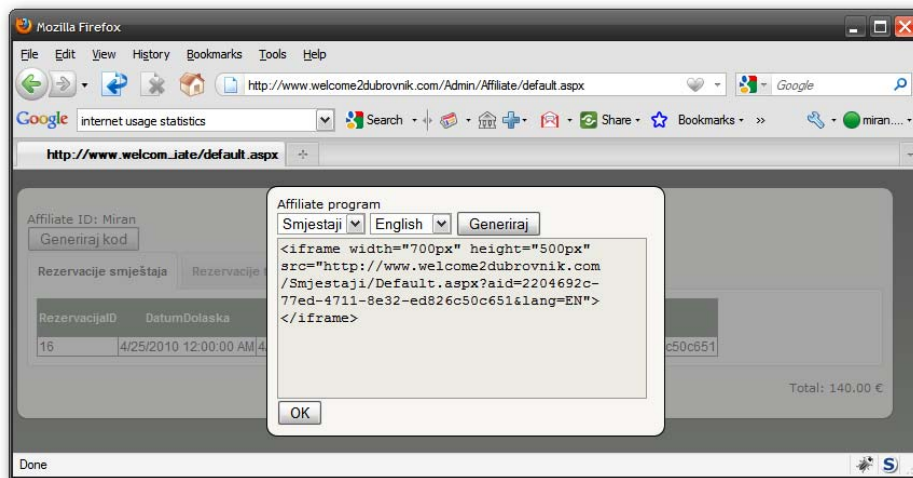 Mozilla Firefox
File Edit View History Bookmarks Tools Help
http://www.welcome2dubrovnik.com/Admin/Affiliate/default.aspx Google
Google internet usage statistics Search Share Bookmarks » miran....
http://www.welcom_iate/default.aspx
Affiliate program
Affiliate ID: Miran
Smjestaji English Generiraj
Generiraj kod
<iframe width="700px" height="500px"
src="http://www.welcome2dubrovnik.com
/Smjestaji/Default.aspx?aid=2204692c-
77ed-4711-8e32-ed826c50c651&lang=EN">
</iframe>
Rezervacije smještaja Rezervacije
RezervacijaID DatumDolaska
16 4/25/2010 12:00:00 AM 4 c50c651
Total: 140.00 €
OK
Done